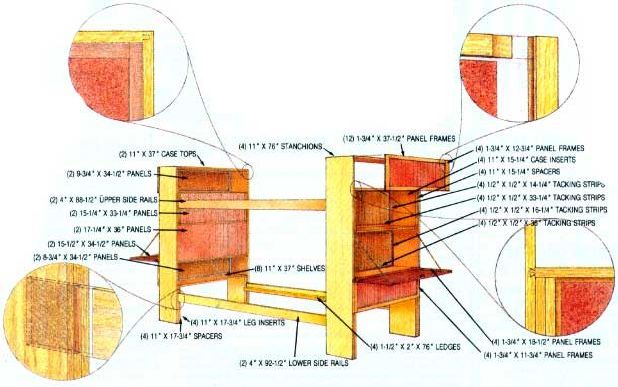 (2) 11" X 37" CASE TOPS
(4) 11" X 76" STANCHIONS
(12) 1-3/4" X 37-1/2" PANEL FRAMES
(4) 1-3/4" X 12-3/4" PANEL FRAMES
(4) 11" X 15-1/4" CASE INSERTS
(4) 11" X 15-1/4" SPACERS
(4) 1/2" X 1/2" X 14-1/4" TACKING STRIPS
(4) 1/2" X 1/2" X 33-1/4" TACKING STRIPS
(4) 1/2" X 1/2" X 16-1/4" TACKING STRIPS
(4) 1/2" X 1/2" X 36" TACKING STRIPS
(2) 9-3/4" X 34-1/2" PANELS
(2) 4" X 88-1/2" UPPER SIDE RAILS
(2) 15-1/4" X 33-1/4" PANELS
(2) 17-1/4" X 36" PANELS
(2) 15-1/2" X 34-1/2" PANELS
(2) 8-3/4" X 34-1/2" PANELS
(8) 11" X 37" SHELVES
(4) 11" X 17-3/4" LEG INSERTS
(4) 11" X 17-3/4" SPACERS
(4) 1-1/2" X 2" X 76" LEDGES
(2) 4" X 92-1/2" LOWER SIDE RAILS
(4) 1-3/4" X 18-1/2" PANEL FRAMES
(4) 1-3/4" X 11-3/4" PANEL FRAMES